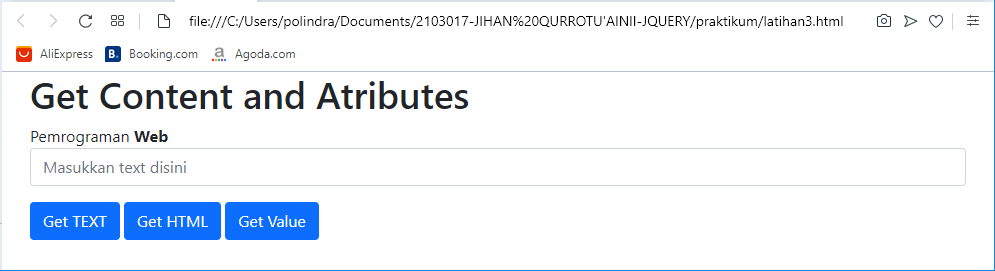 file:///C:/Users/polindra/Documents/2103017-JIHAN%20QURROTU'AINII-JQUERY/praktikum/latihan3.html
AliExpress B. Booking.com a Agoda.com
Get Content and Atributes
Pemrograman Web
Masukkan text disini
Get TEXT Get HTML Get Value